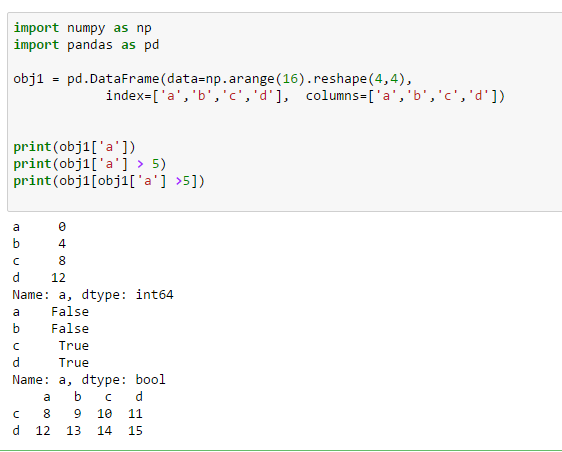 import numpy as np
import pandas as pd
obj1 = pd.DataFrame(data=np.arange(16).reshape(4,4),
            index=['a','b','c','d'],  columns=['a','b','c','d'])
print(obj1['a'])
print(obj1['a'] > 5)
print(obj1[obj1['a'] >5])
a     0
b     4
c     8
d    12
Name: a, dtype: int64
a    False
b    False
c     True
d     True
Name: a, dtype: bool
    a   b   c   d
c   8   9  10  11
d  12  13  14  15